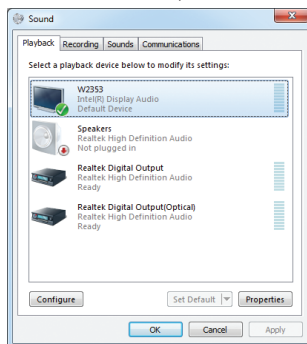 Sound
Playback
Recording
Sounds
Communications
Select a playback device below to modify its settings:
W2353
Intel(R) Display Audio
Default Device
Speakers
Realtek High Definition Audio
Not plugged in
Realtek Digital Output
Realtek High Definition Audio
Ready
Realtek Digital Output(Optical)
Realtek High Definition Audio
Ready
Configure
Set Default
Properties
OK
Cancel
Apply